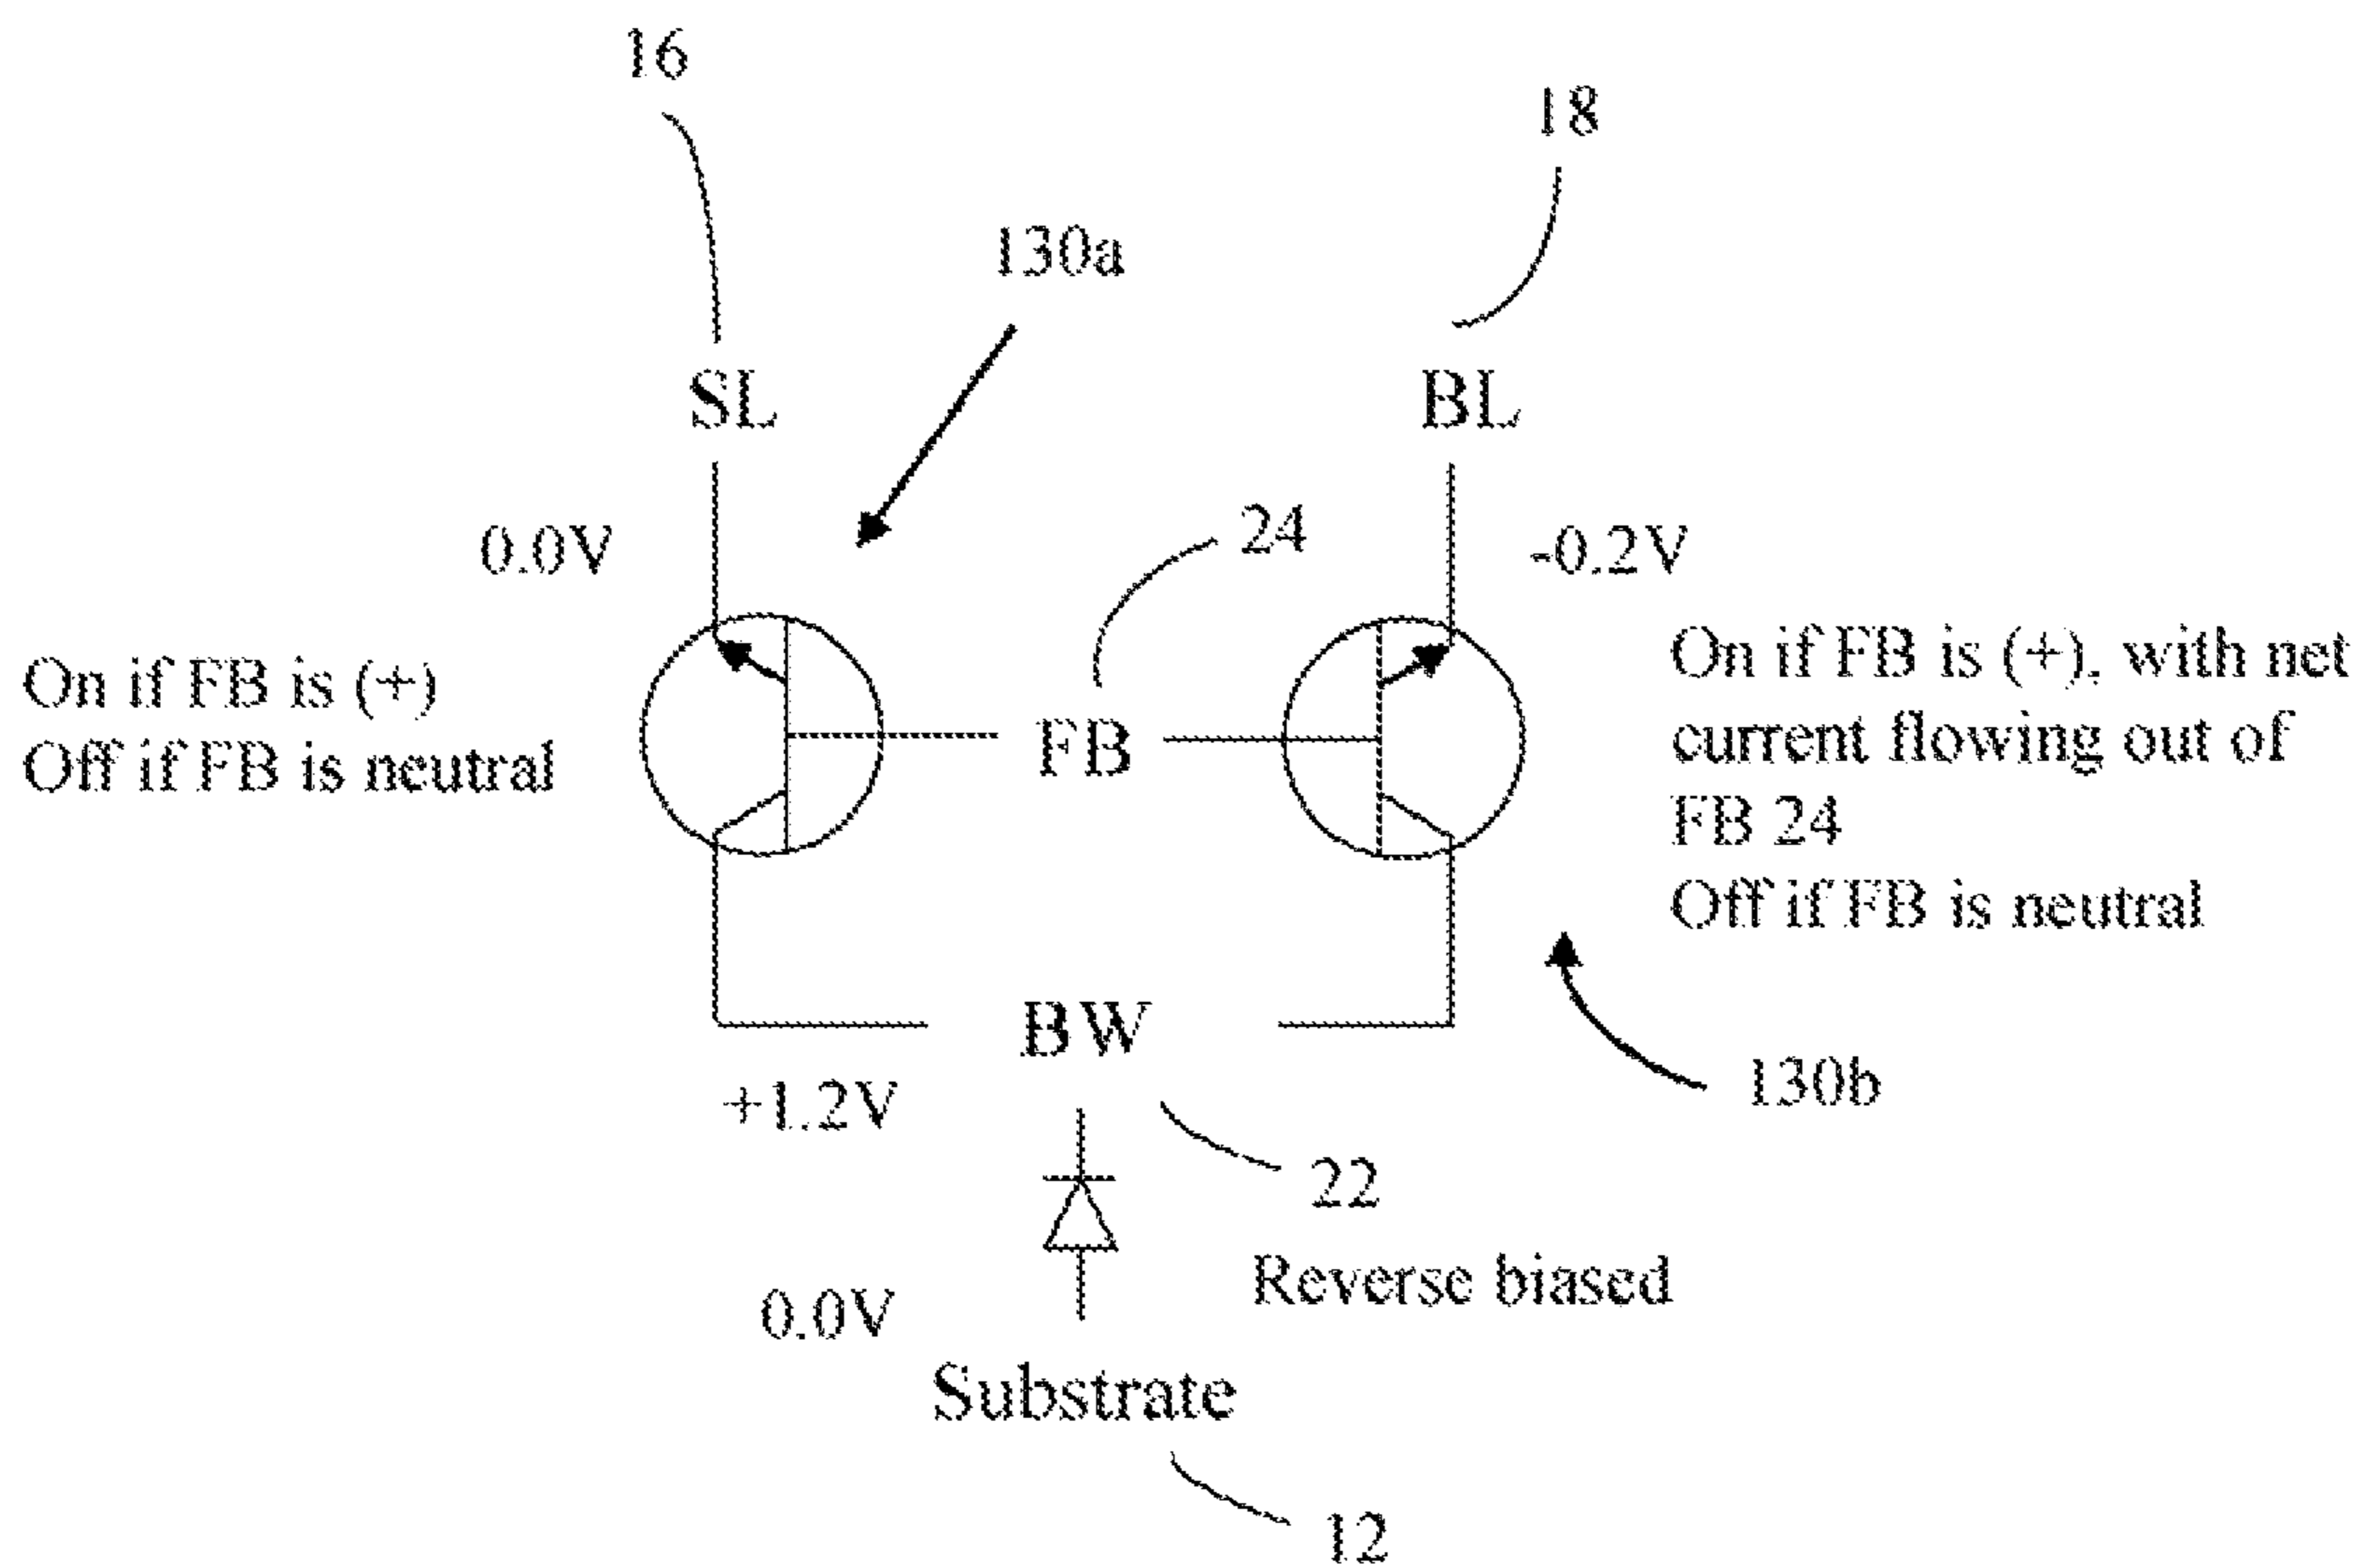 16
18
130a
SL
BL
0.0V
24
-0.2V
On if FB is (+)
Off if FB is neutral
FB
On if FB is (+), with net
current flowing out of
FB 24
Off if FB is neutral
BW
+1.2V
130b
22
Reverse biased
0.0V
Substrate
12